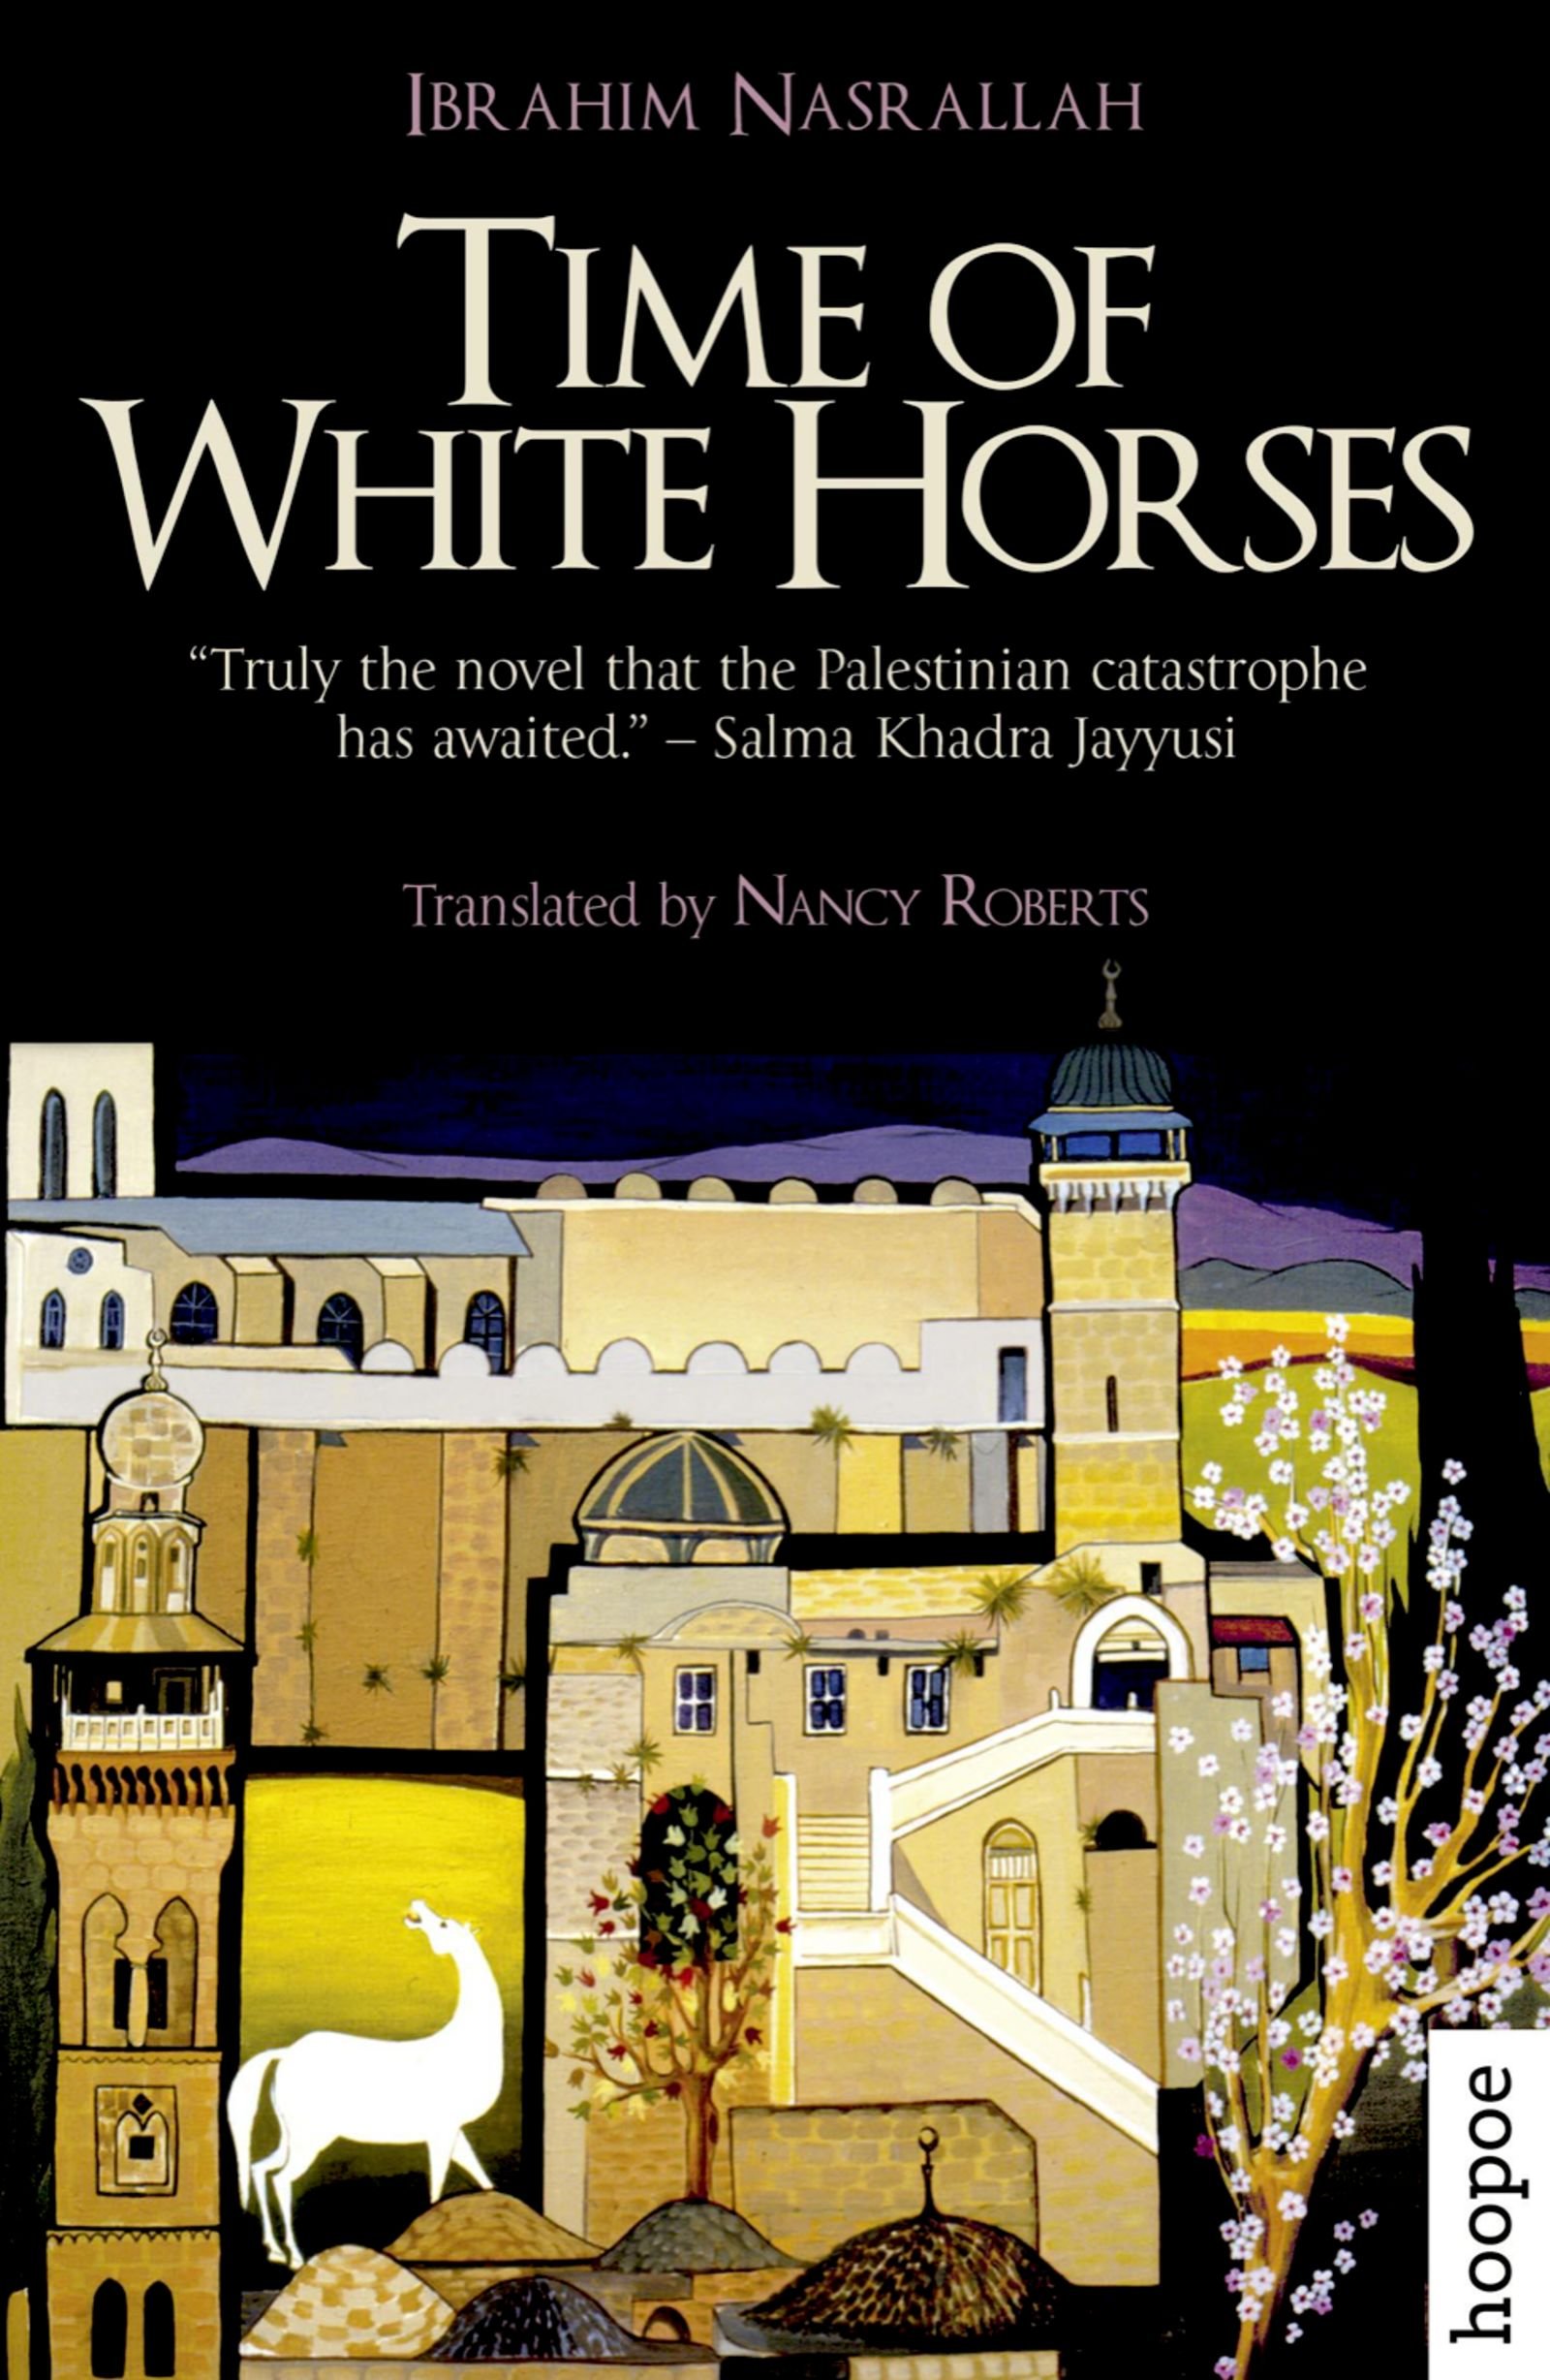 IBRAHIM NASRALLAH
TIME OF
WHITE HORSES
“Truly the novel that the Palestinian catastrophe
has awaited.” – Salma Khadra Jayyusi
Translated by NANCY ROBERTS
hoopoe